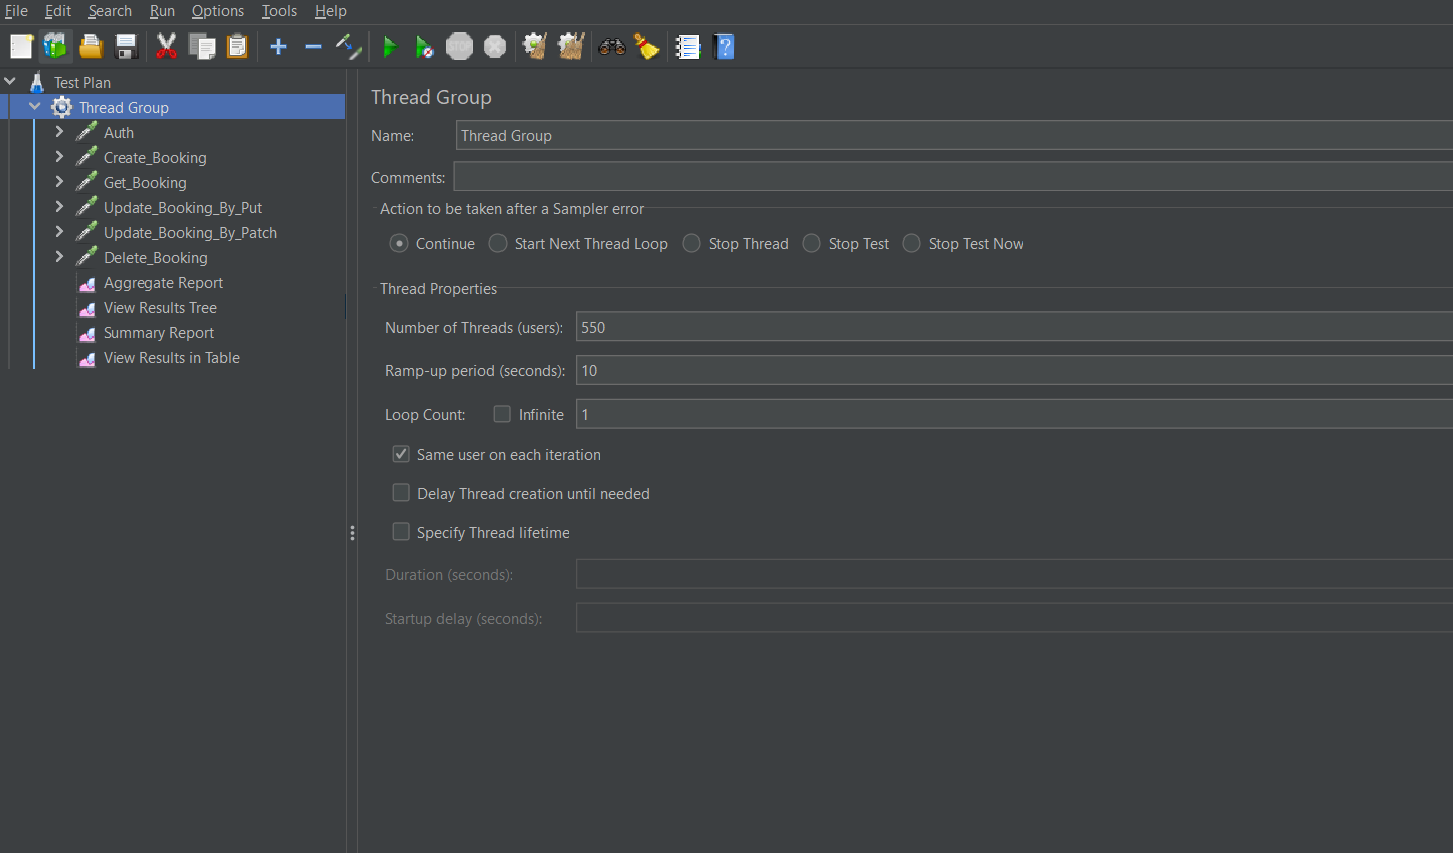 File Edit Search Run Options Tools Help
STOP
Test Plan
Thread Group
Auth
Create_Booking
Get_Booking
Update_Booking_By_Put
Update_Booking_By_Patch
Delete_Booking
Aggregate Report
View Results Tree
Summary Report
View Results in Table
Thread Group
Name: Thread Group
Comments:
Action to be taken after a Sampler error
Continue Start Next Thread Loop Stop Thread Stop Test Stop Test Now
Thread Properties
Number of Threads (users): 550
Ramp-up period (seconds): 10
Loop Count: Infinite 1
Same user on each iteration
Delay Thread creation until needed
Specify Thread lifetime
Duration (seconds):
Startup delay (seconds):